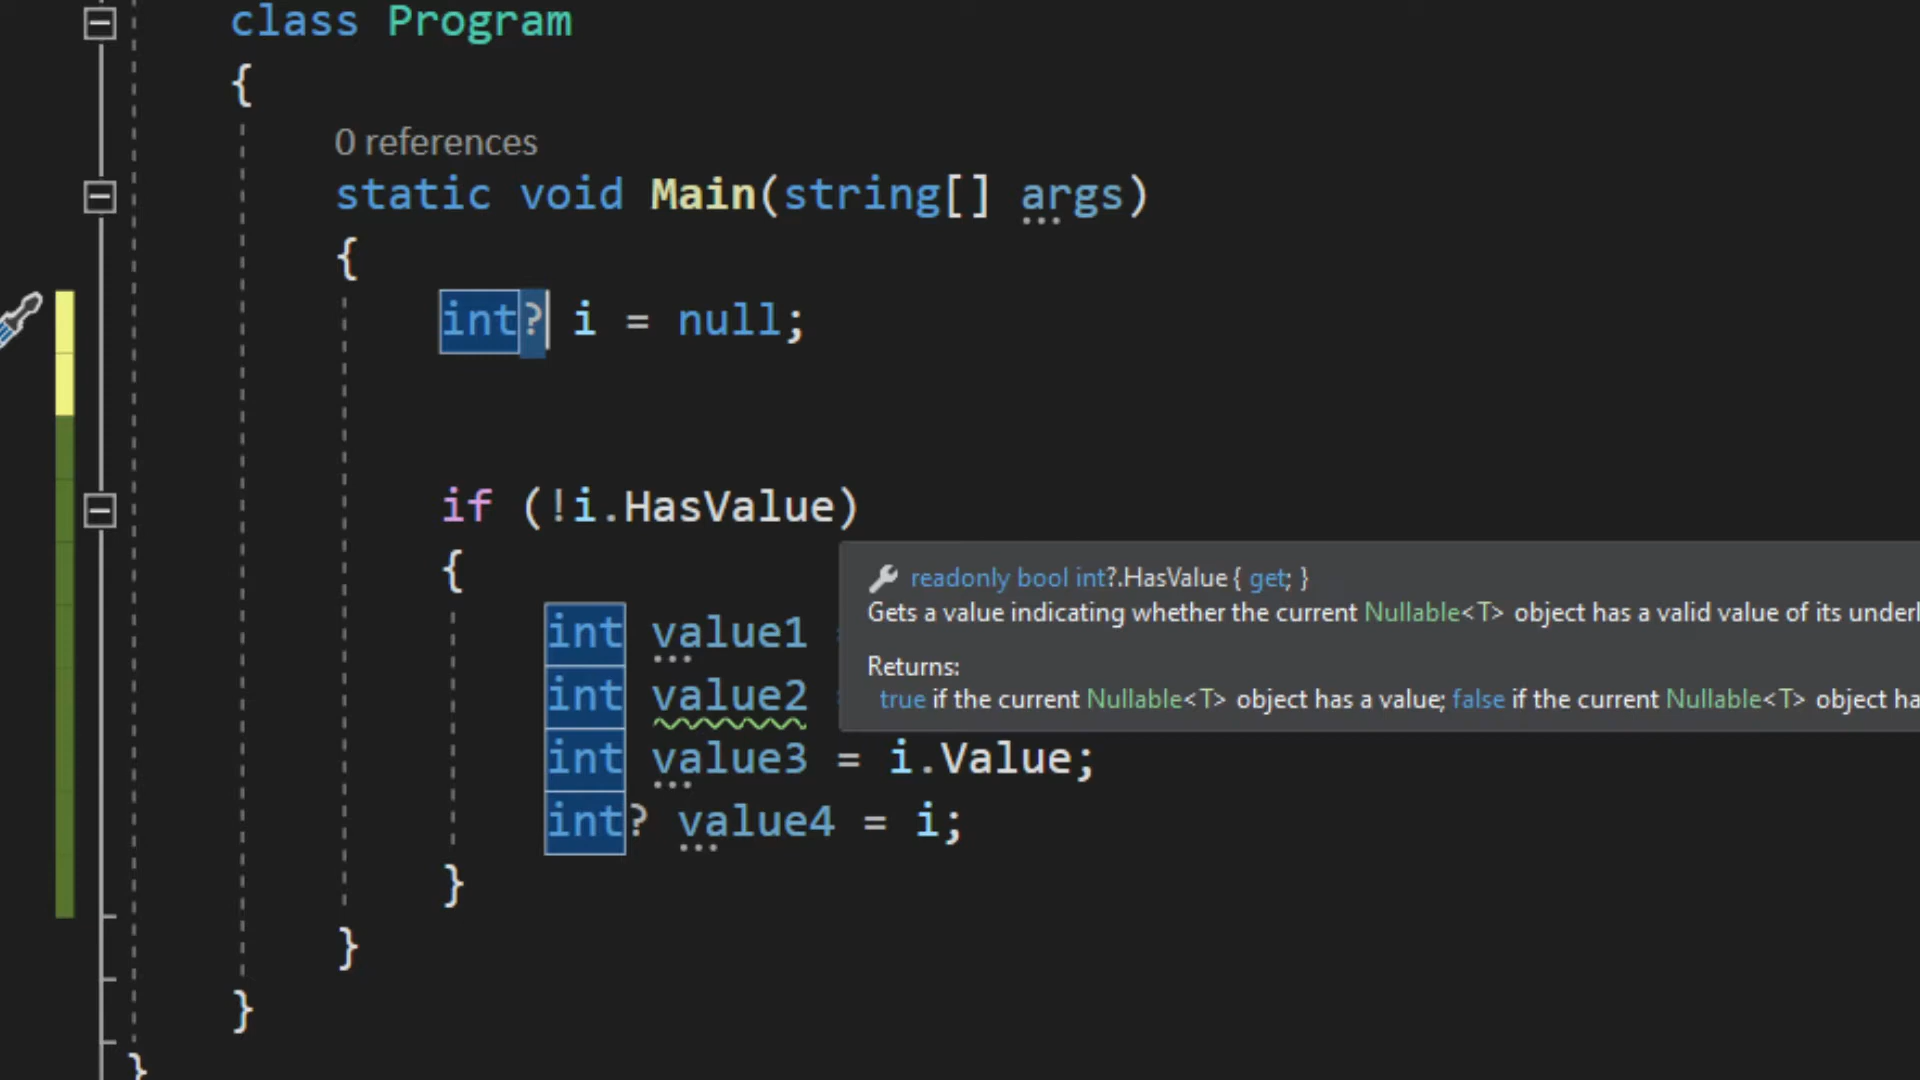 class Program
{
0 references
static void Main(string[] args)
{
int? i = null;
if (!i.HasValue)
{
readonly bool int?.HasValue { get; }
Gets a value indicating whether the current Nullable<T> object has a valid value of its underl
int value1
Returns:
int value2
true if the current Nullable<T> object has a value; false if the current Nullable<T> object ha
int value3 = i.Value;
int? value4 = i;
}
}
}
}